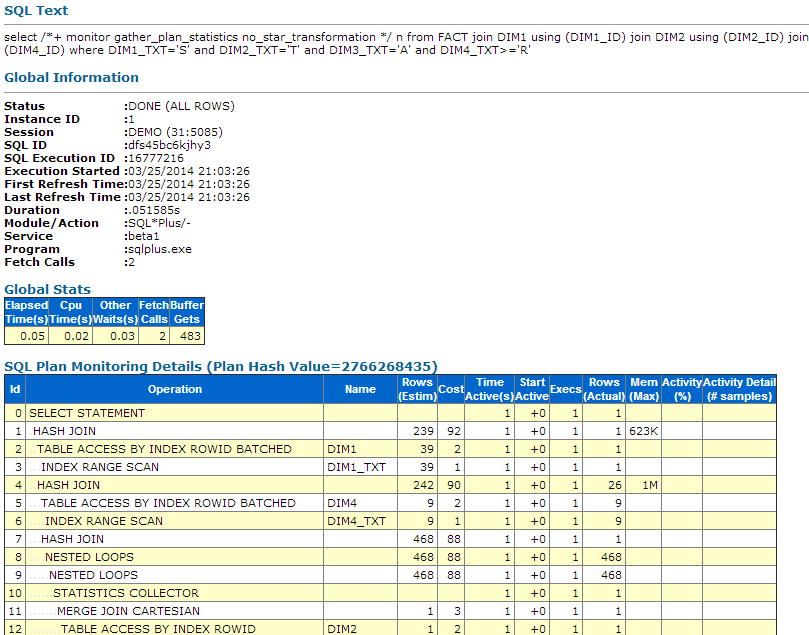 SQL Text
select /*+ monitor gather_plan_statistics no_star_transformation */ n from FACT join DIM1 using (DIM1_ID) join DIM2 using (DIM2_ID) join
(DIM4_ID) where DIM1_TXT='S' and DIM2_TXT='T' and DIM3_TXT='A' and DIM4_TXT>='R'
Global Information
Status :DONE (ALL ROWS)
Instance ID :1
Session :DEMO (31:5085)
SQL ID :dfs45bc6kjhy3
SQL Execution ID :16777216
Execution Started :03/25/2014 21:03:26
First Refresh Time:03/25/2014 21:03:26
Last Refresh Time :03/25/2014 21:03:26
Duration :.051585s
Module/Action :SQL*Plus/-
Service :beta1
Program :sqlplus.exe
Fetch Calls :2
Global Stats
Elapsed Time(s) Cpu Time(s) Other Waits(s) Fetch Calls Buffer Gets
0.05 0.02 0.03 2 483
SQL Plan Monitoring Details (Plan Hash Value=2766268435)
Id Operation Name Rows (Estim) Cost Time Active(s) Start Active Execs Rows (Actual) Mem (Max) Activity (%) Activity Detail (# samples)
0 SELECT STATEMENT 1 +0 1 1
1 HASH JOIN 239 92 1 +0 1 1 623K
2 TABLE ACCESS BY INDEX ROWID BATCHED DIM1 39 2 1 +0 1 1
3 INDEX RANGE SCAN DIM1_TXT 39 1 1 +0 1 1
4 HASH JOIN 242 90 1 +0 1 26 1M
5 TABLE ACCESS BY INDEX ROWID BATCHED DIM4 9 2 1 +0 1 9
6 INDEX RANGE SCAN DIM4_TXT 9 1 1 +0 1 9
7 HASH JOIN 468 88 1 +0 1 1
8 NESTED LOOPS 468 88 1 +0 1 468
9 NESTED LOOPS 468 88 1 +0 1 468
10 STATISTICS COLLECTOR 1 +0 1 1
11 MERGE JOIN CARTESIAN 1 3 1 +0 1 1
12 TABLE ACCESS BY INDEX ROWID DIM2 1 2 1 +0 1 1